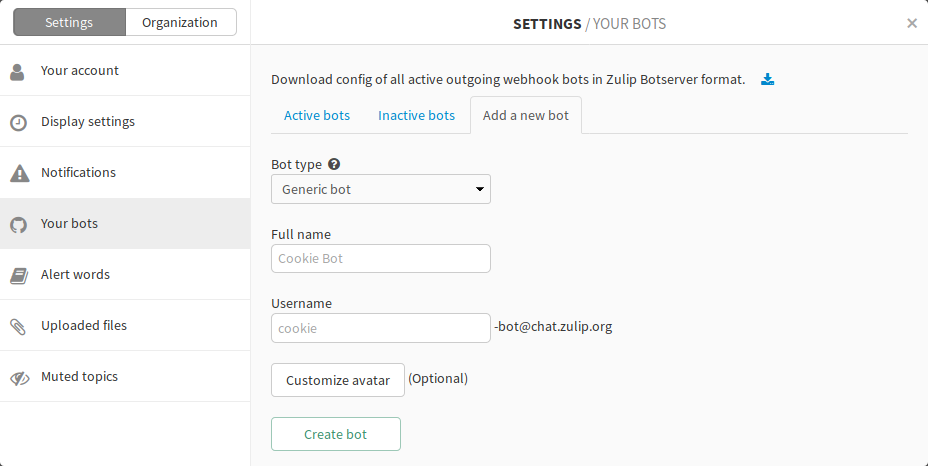 Settings
Organization
SETTINGS / YOUR BOTS
×
Your account
Display settings
Notifications
Your bots
Alert words
Uploaded files
Muted topics
Download config of all active outgoing webhook bots in Zulip Botserver format.
Active bots
Inactive bots
Add a new bot
Bot type ?
Generic bot
Full name
Cookie Bot
Username
cookie -bot@chat.zulip.org
Customize avatar (Optional)
Create bot